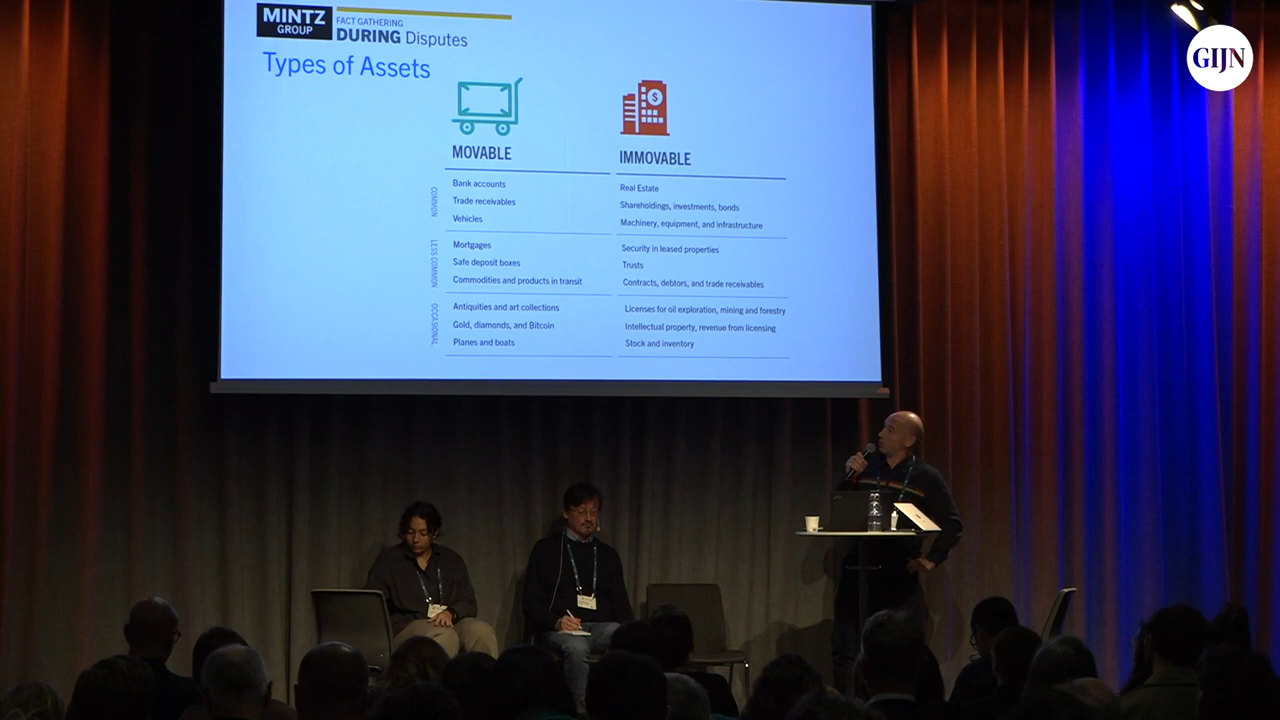 MINTZ
GROUP
FACT GATHERING
DURING Disputes
Types of Assets
MOVABLE
IMMOVABLE
COMMON
Bank accounts
Trade receivables
Vehicles
Real Estate
Shareholdings, investments, bonds
Machinery, equipment, and infrastructure
LESS COMMON
Mortgages
Safe deposit boxes
Commodities and products in transit
Security in leased properties
Trusts
Contracts, debtors, and trade receivables
OCCASIONAL
Antiquities and art collections
Gold, diamonds, and Bitcoin
Planes and boats
Licenses for oil exploration, mining and forestry
Intellectual property, revenue from licensing
Stock and inventory
$
GIJN